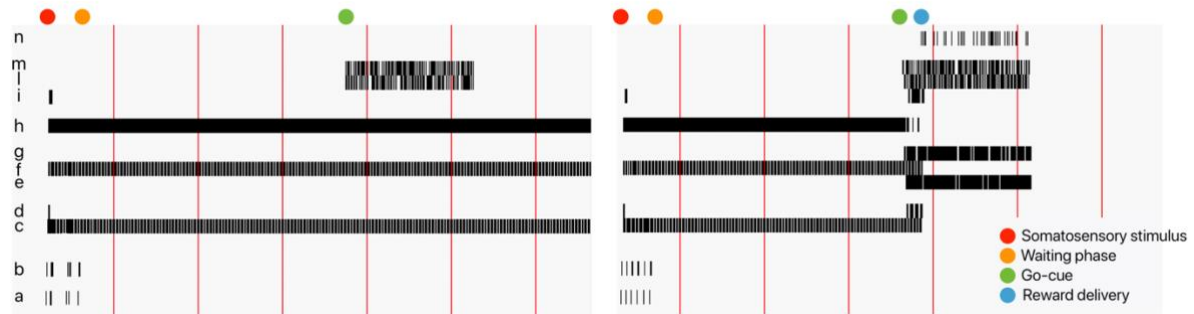 n
m
l
i
h
g
f
e
d
c
b
a
Somatosensory stimulus
Waiting phase
Go-cue
Reward delivery